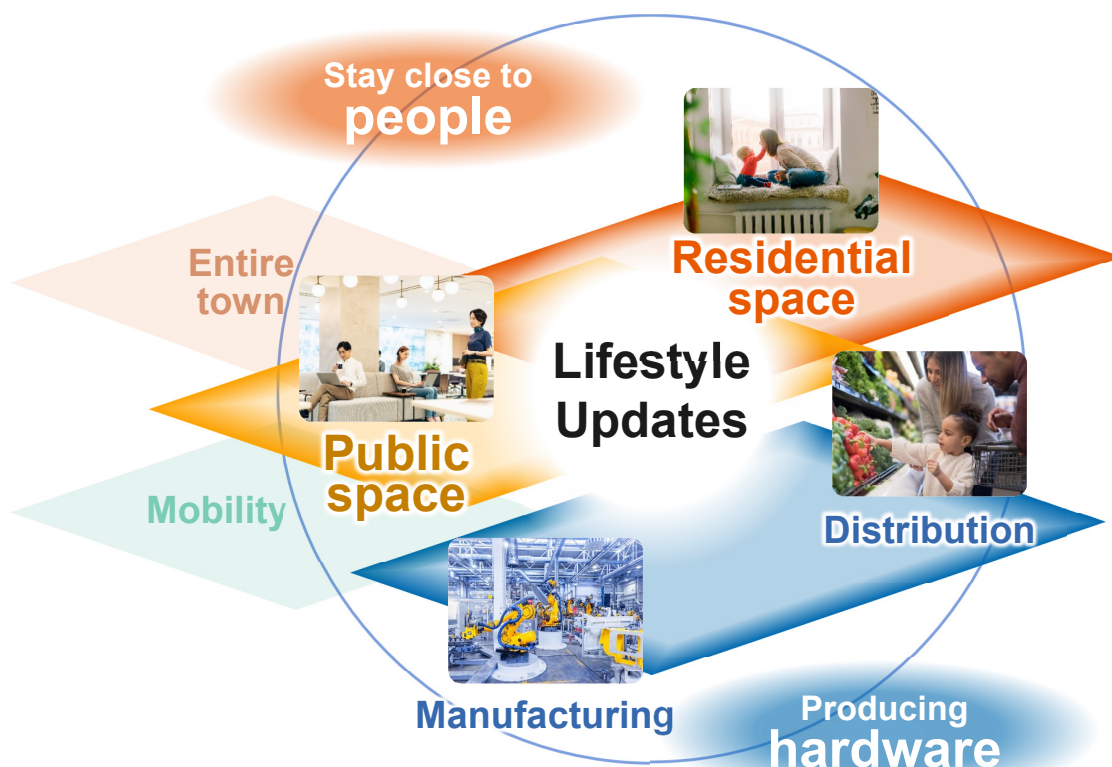 Stay close to
people
Residential
space
Entire
town
Lifestyle
Updates
Public
space
Mobility
Distribution
Manufacturing
Producing
hardware